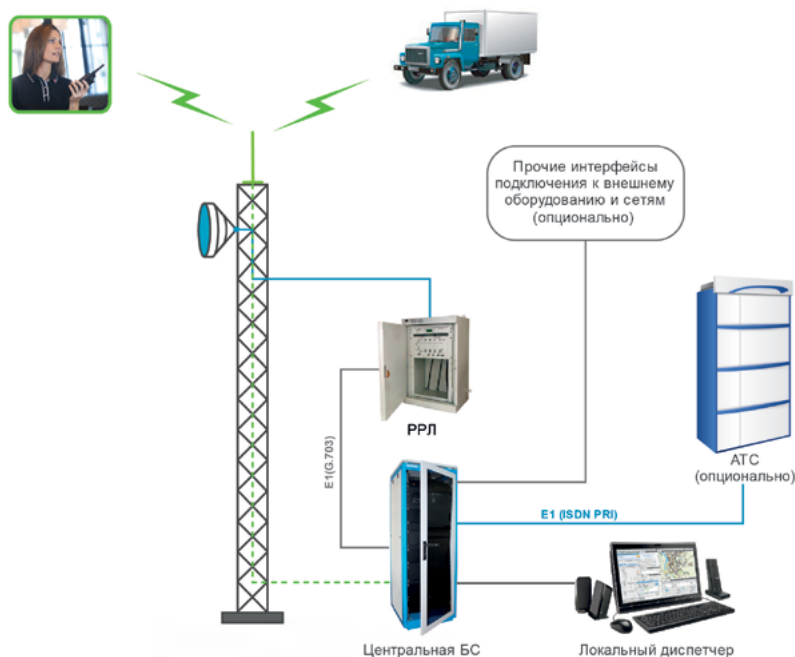 Прочие интерфейсы
подключения к внешнему
оборудованию и сетям
(опционально)
РРЛ
E1(G.703)
АТС
(опционально)
E1 (ISDN PRI)
Центральная БС
Локальный диспетчер